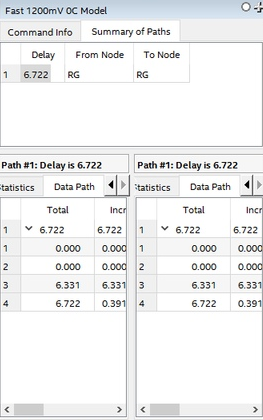 Fast 1200mV 0C Model
Command Info Summary of Paths
Delay From Node To Node
1 6.722 RG RG
Path #1: Delay is 6.722 Path #1: Delay is 6.722
Statistics Data Path Statistics Data Path
Total Incr Total Incr
1 6.722 6.722 1 6.722 6.722
1 0.000 0.000 1 0.000 0.000
2 0.000 0.000 2 0.000 0.000
3 6.331 6.331 3 6.331 6.331
4 6.722 0.391 4 6.722 0.391